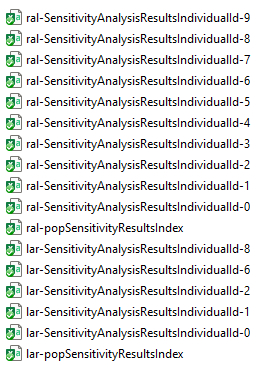 ral-SensitivityAnalysisResultsIndividualId-9
ral-SensitivityAnalysisResultsIndividualId-8
ral-SensitivityAnalysisResultsIndividualId-7
ral-SensitivityAnalysisResultsIndividualId-6
ral-SensitivityAnalysisResultsIndividualId-5
ral-SensitivityAnalysisResultsIndividualId-4
ral-SensitivityAnalysisResultsIndividualId-3
ral-SensitivityAnalysisResultsIndividualId-2
ral-SensitivityAnalysisResultsIndividualId-1
ral-SensitivityAnalysisResultsIndividualId-0
ral-popSensitivityResultsIndex
lar-SensitivityAnalysisResultsIndividualId-8
lar-SensitivityAnalysisResultsIndividualId-6
lar-SensitivityAnalysisResultsIndividualId-2
lar-SensitivityAnalysisResultsIndividualId-1
lar-SensitivityAnalysisResultsIndividualId-0
lar-popSensitivityResultsIndex